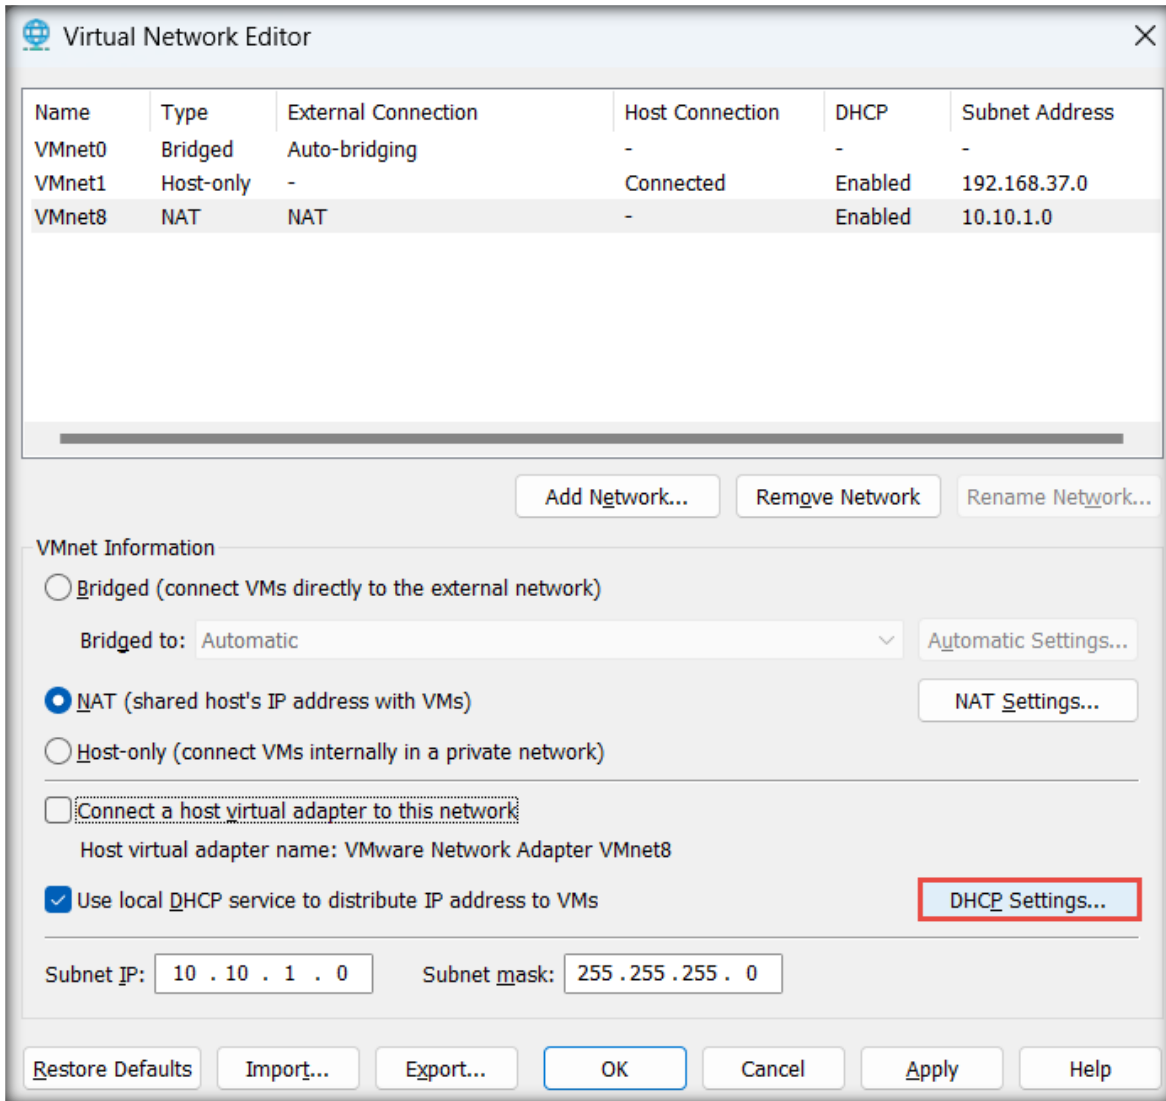 Virtual Network Editor
Name Type External Connection Host Connection DHCP Subnet Address
VMnet0 Bridged Auto-bridging - - -
VMnet1 Host-only - Connected Enabled 192.168.37.0
VMnet8 NAT NAT - Enabled 10.10.1.0
Add Network... Remove Network Rename Network...
VMnet Information
Bridged (connect VMs directly to the external network)
Bridged to: Automatic Automatic Settings...
NAT (shared host's IP address with VMs) NAT Settings...
Host-only (connect VMs internally in a private network)
Connect a host virtual adapter to this network
Host virtual adapter name: VMware Network Adapter VMnet8
Use local DHCP service to distribute IP address to VMs DHCP Settings...
Subnet IP: 10 . 10 . 1 . 0 Subnet mask: 255 . 255 . 255 . 0
Restore Defaults Import... Export... OK Cancel Apply Help